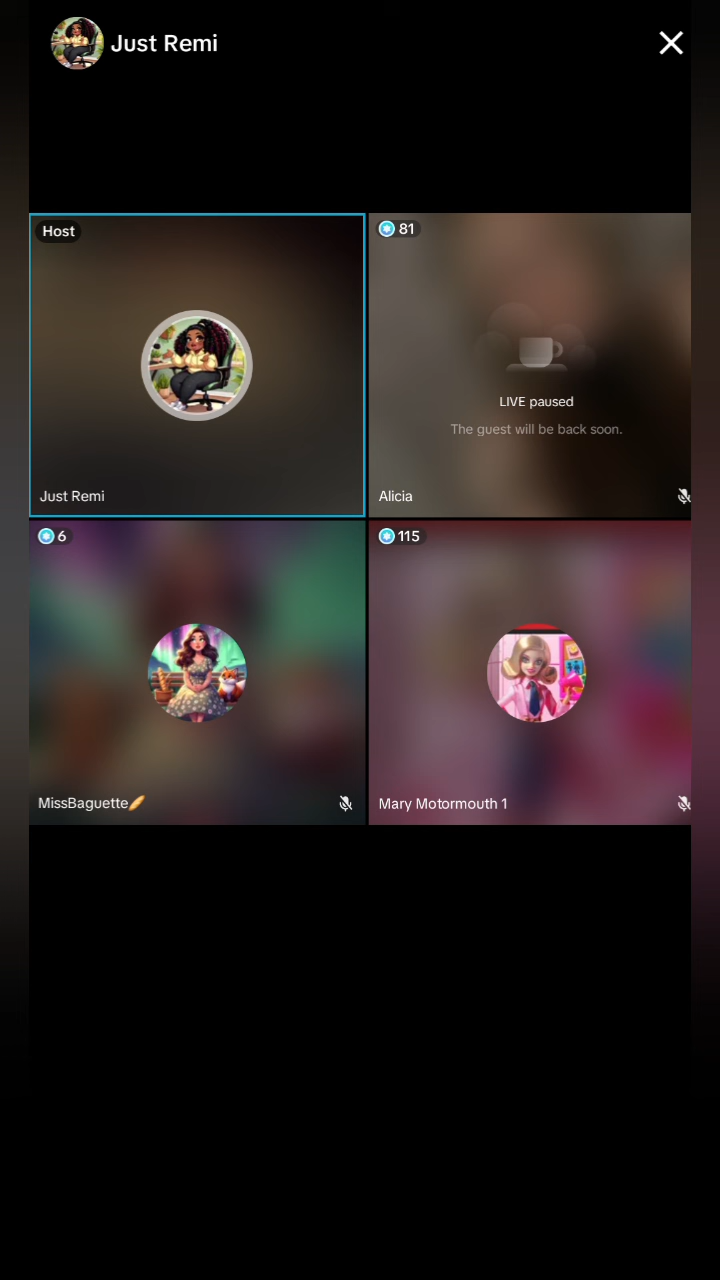 Just Remi
Host
81
LIVE paused
The guest will be back soon.
Just Remi
Alicia
6
115
MissBaguette🥖
Mary Motormouth 1